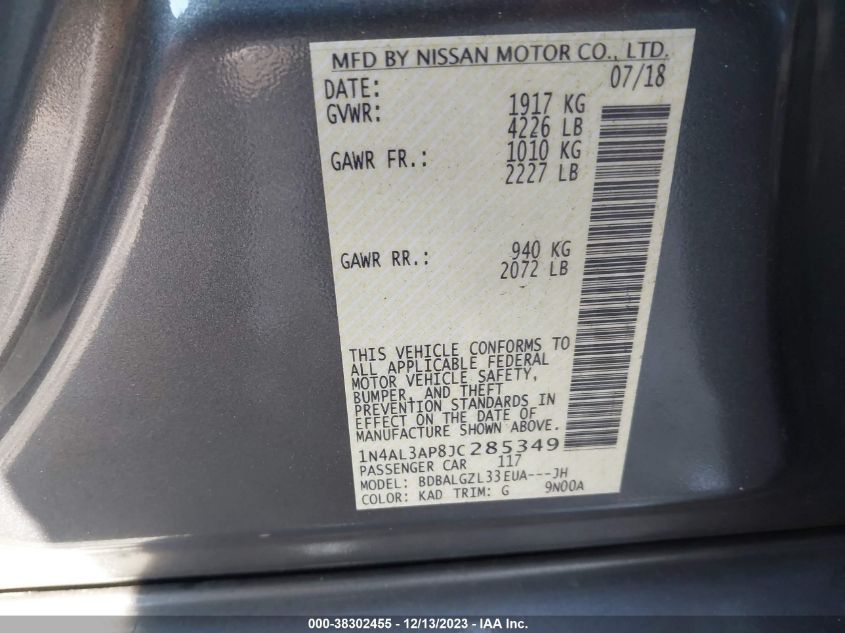 MFD BY NISSAN MOTOR CO., LTD.
DATE: 07/18
GVWR: 1917 KG
4226 LB
GAWR FR.: 1010 KG
2227 LB
GAWR RR.: 940 KG
2072 LB
THIS VEHICLE CONFORMS TO
ALL APPLICABLE FEDERAL
MOTOR VEHICLE SAFETY,
BUMPER, AND THEFT
PREVENTION STANDARDS IN
EFFECT ON THE DATE OF
MANUFACTURE SHOWN ABOVE.
1N4AL3AP8JC285349
PASSENGER CAR 117
MODEL: BDBALGZL33EUA---JH
COLOR: KAD TRIM: G 9N00A
000-38302455 - 12/13/2023 - IAA Inc.